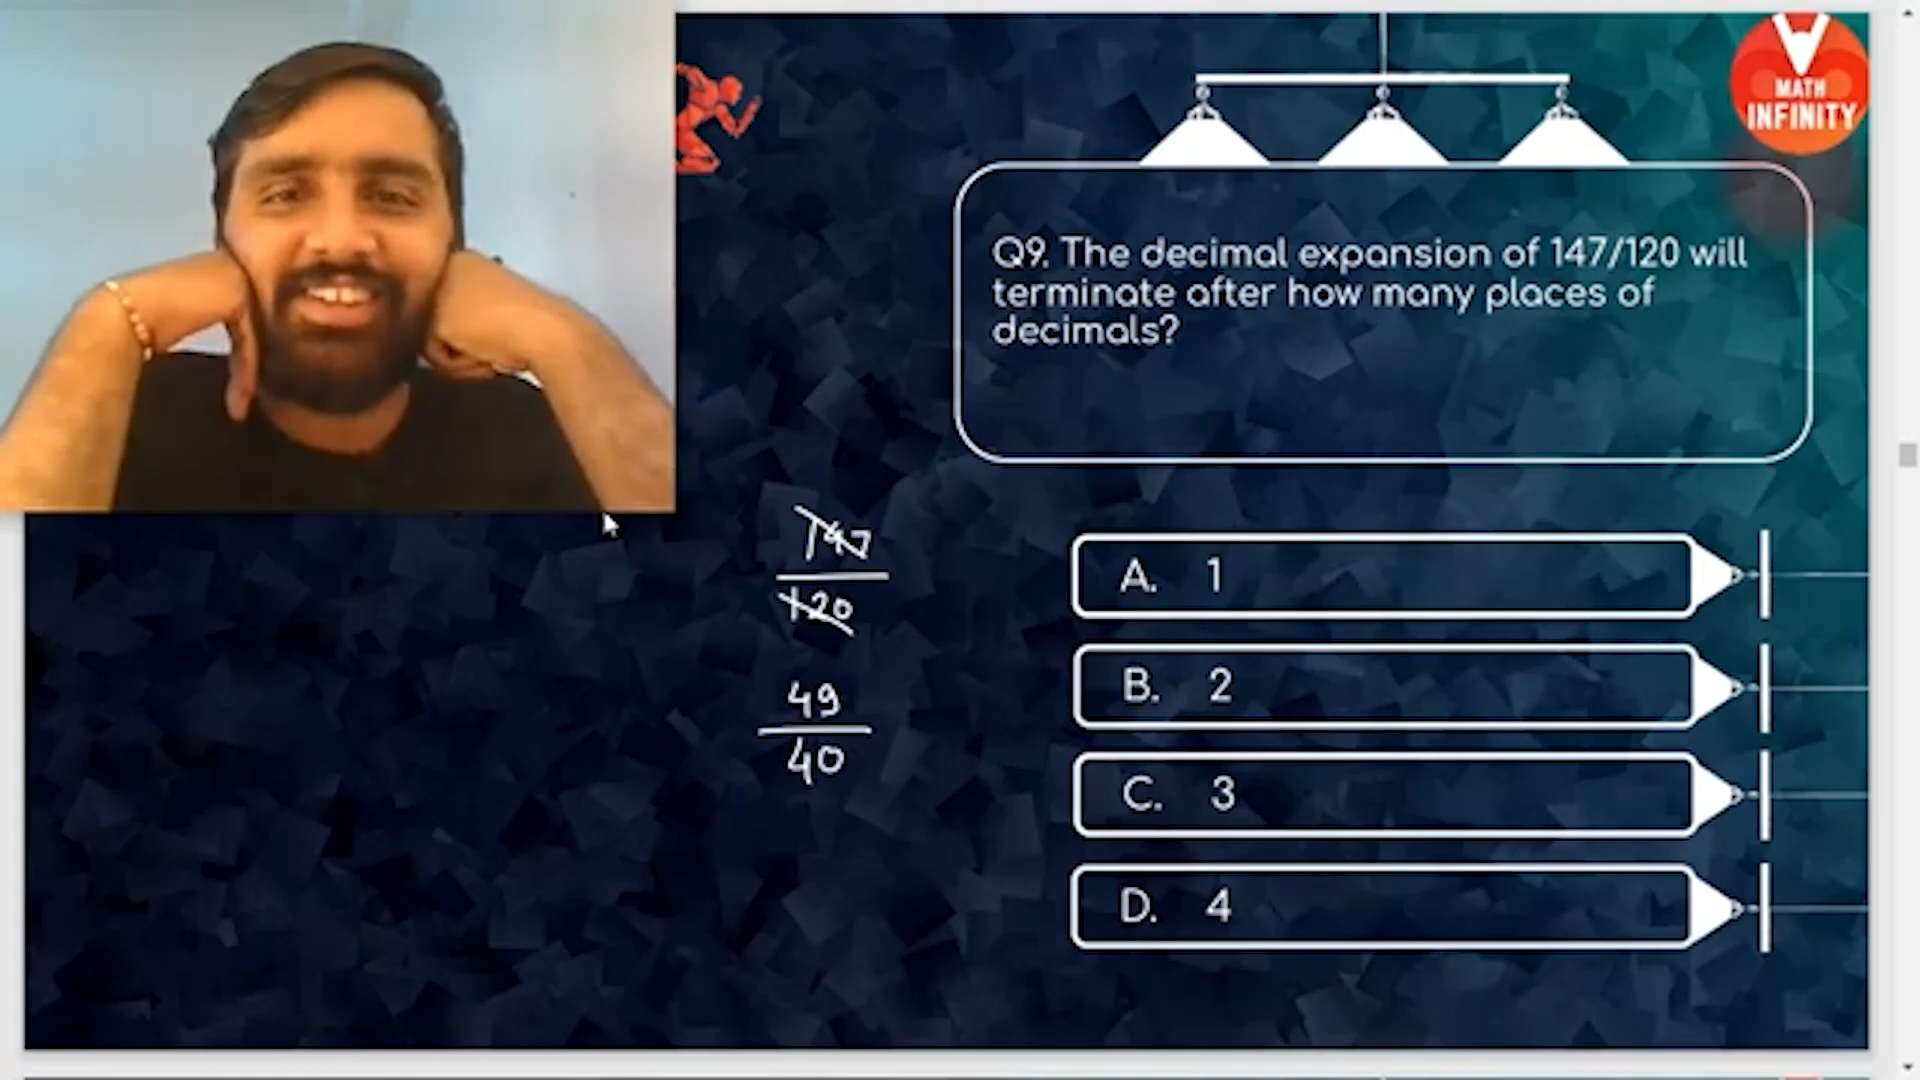 MATH
INFINITY
Q9. The decimal expansion of 147/120 will
terminate after how many places of
decimals?
147
120
49
40
A. 1
B. 2
C. 3
D. 4